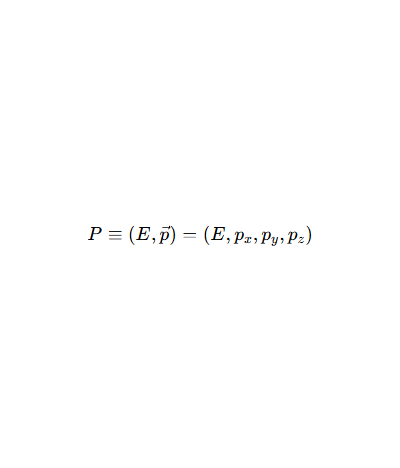 P ≡ (E, p⃗) = (E, pₓ, p_y, p_z)